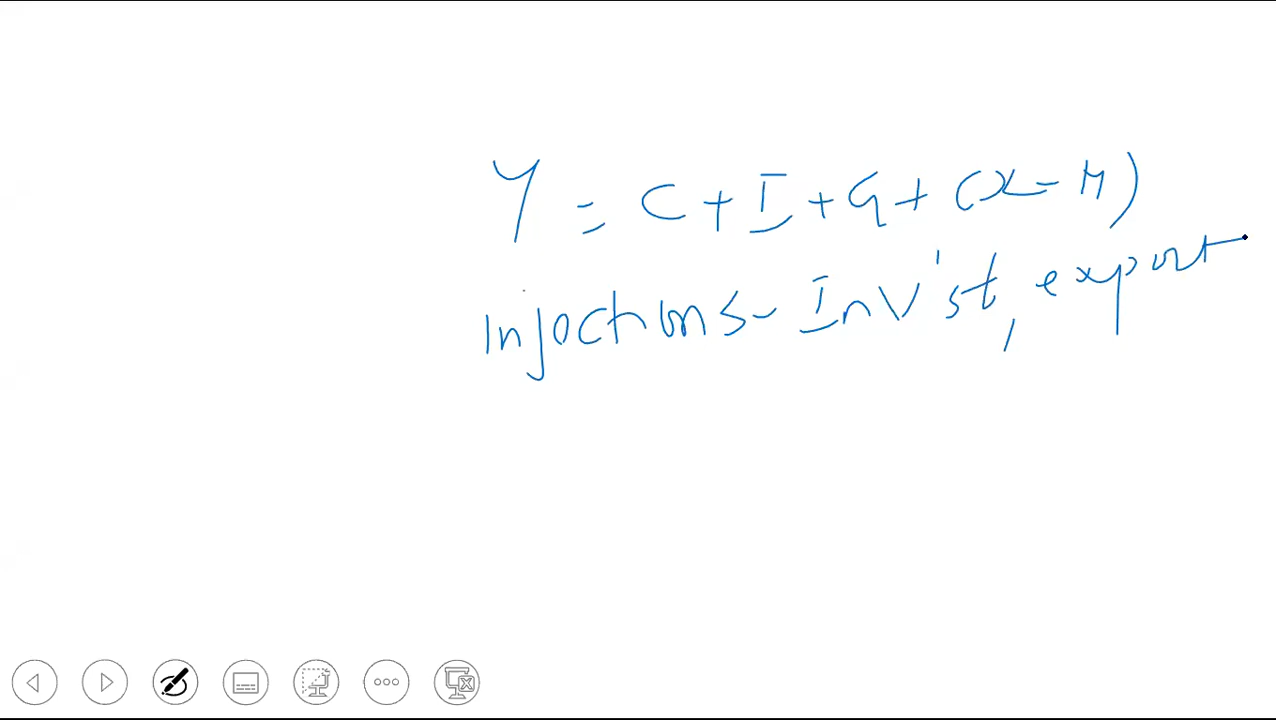 Y = C + I + G + (X - M)
Injections - Inv'st, export